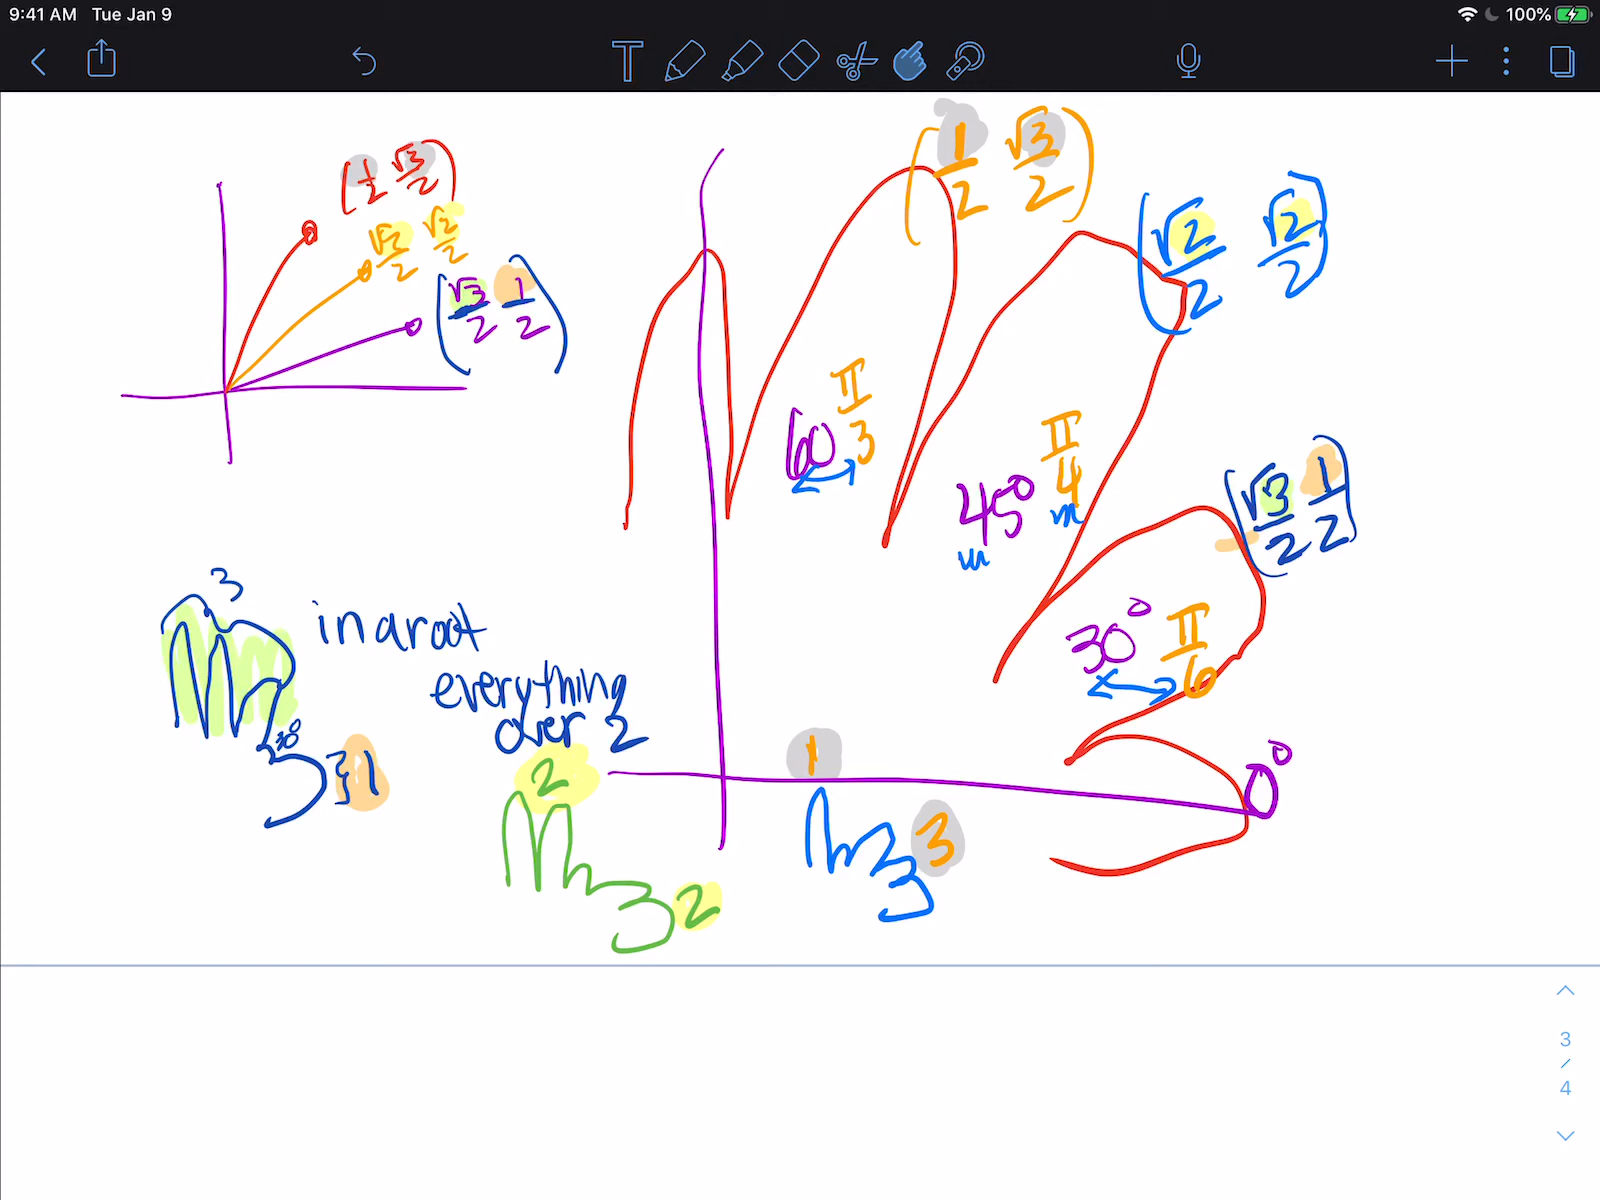 9:41 AM Tue Jan 9
100%
T
(1/2 √3/2)
√2/2 √2/2
(√3/2 1/2)
(1/2 √3/2)
(√2/2 √2/2)
60 π/3
45° π/4
(√3/2 1/2)
30° π/6
0°
3
in a root
everything
over 2
30°
1
2
2
1
3
3
/
4